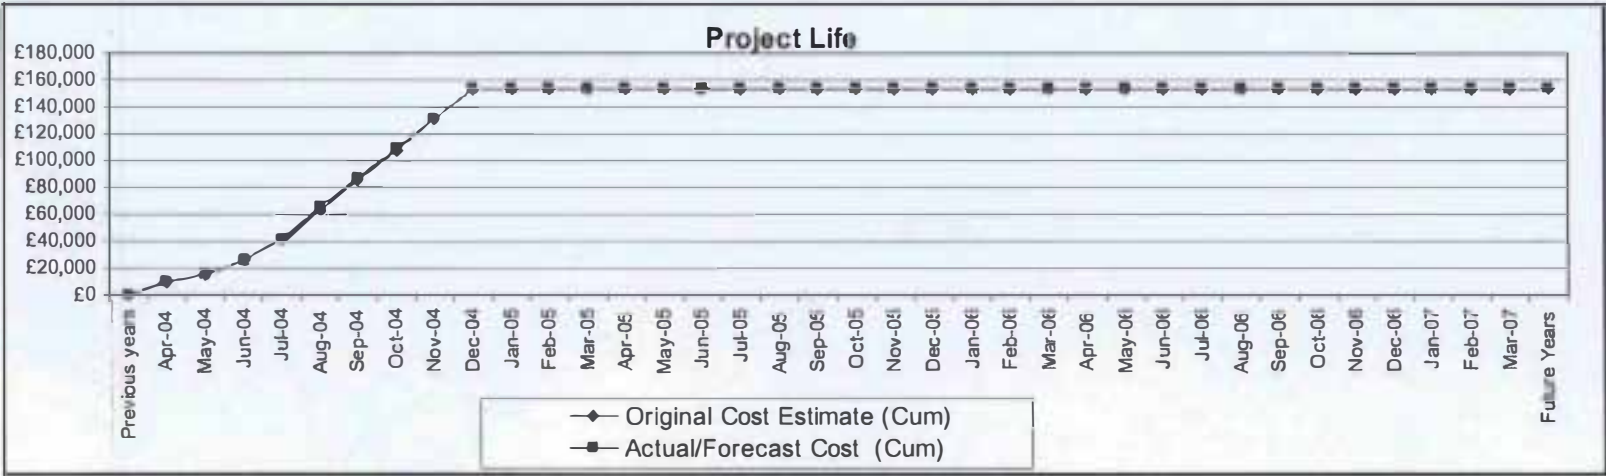 Project Life
£180,000
£160,000
£140,000
£120,000
£100,000
£80,000
£60,000
£40,000
£20,000
£0
Previous years
Apr-04
May-04
Jun-04
Jul-04
Aug-04
Sep-04
Oct-04
Nov-04
Dec-04
Jan-05
Feb-05
Mar-05
Apr-05
May-05
Jun-05
Jul-05
Aug-05
Sep-05
Oct-05
Nov-05
Dec-05
Jan-06
Feb-06
Mar-06
Apr-06
May-06
Jun-06
Jul-06
Aug-06
Sep-06
Oct-06
Nov-06
Dec-06
Jan-07
Feb-07
Mar-07
Future Years
Original Cost Estimate (Cum)
Actual/Forecast Cost (Cum)